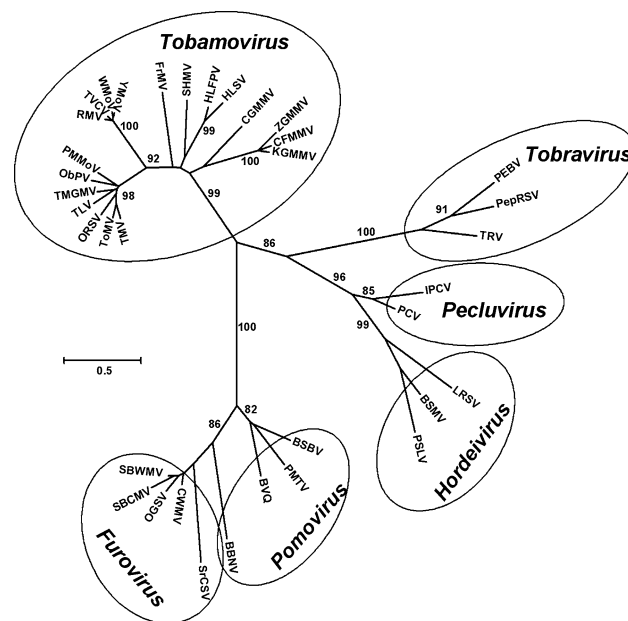 Tobamovirus
YMoV
WMoV
TVCV
RMV
100
FrMV
SHMV
HLFPV
HLSV
99
CGMMV
ZGMMV
CFMMV
KGMMV
100
92
PMMoV
ObPV
TMGMV
TLV
ORSV
ToMV
TMV
98
99
Tobravirus
PEBV
PepRSV
TRV
91
100
86
96
85
IPCV
PCV
Pecluvirus
99
LRSV
BSMV
PSLV
Hordeivirus
100
0.5
86
82
BSBV
PMTV
BVQ
BBNV
Pomovirus
SBWMV
SBCMV
OGSV
CWMV
SrCSV
Furovirus